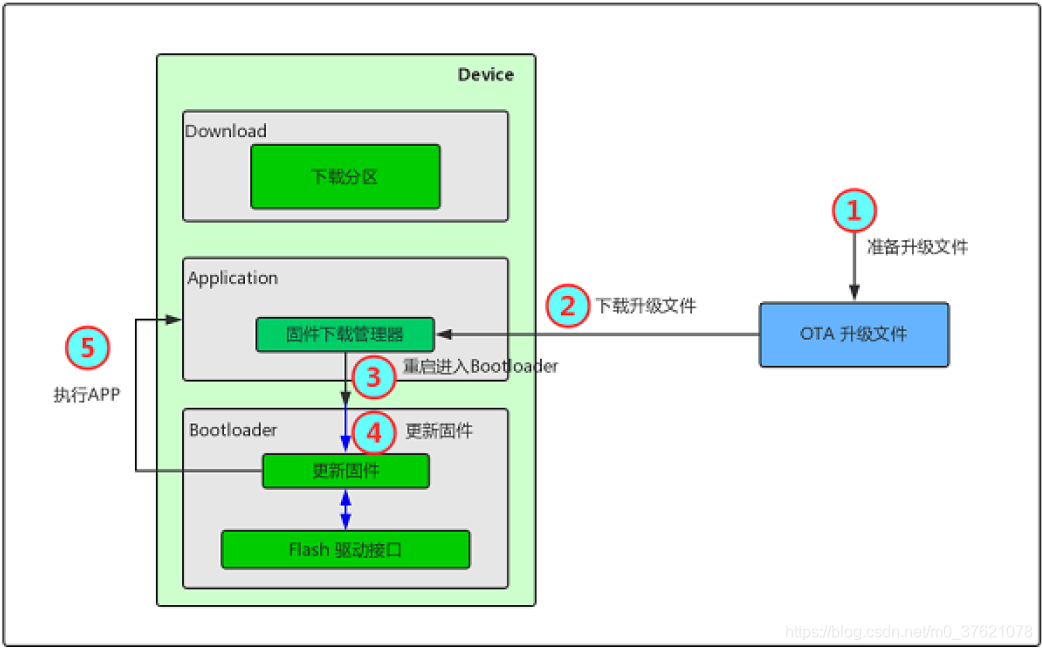 Device
Download
下载分区
1
准备升级文件
Application
2
下载升级文件
固件下载管理器
OTA 升级文件
5
执行APP
3
重启进入Bootloader
Bootloader
4
更新固件
更新固件
Flash 驱动接口
https://blog.csdn.net/m0_37621078